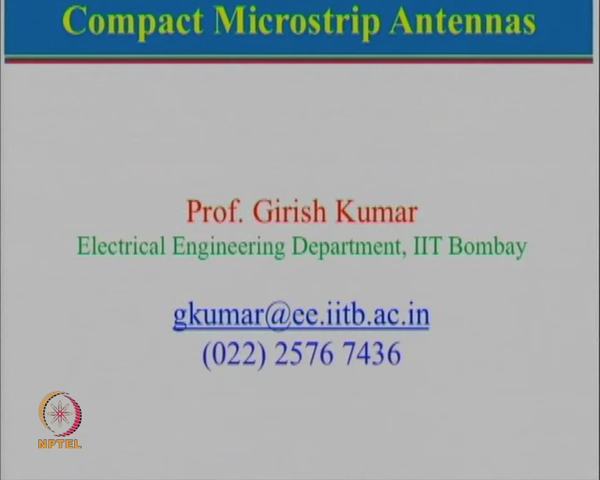 Compact Microstrip Antennas
Prof. Girish Kumar
Electrical Engineering Department, IIT Bombay
gkumar@ee.iitb.ac.in
(022) 2576 7436
NPTEL